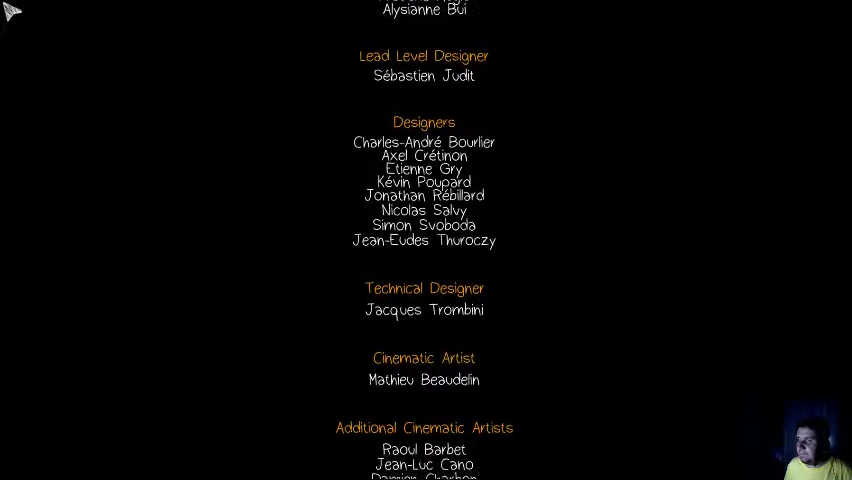 Alysianne Bui
Lead Level Designer
Sébastien Judit
Designers
Charles-André Bourlier
Axel Crétinon
Etienne Gry
Kévin Poupard
Jonathan Rébillard
Nicolas Salvy
Simon Svoboda
Jean-Eudes Thuroczy
Technical Designer
Jacques Trombini
Cinematic Artist
Mathieu Beaudelin
Additional Cinematic Artists
Raoul Barbet
Jean-Luc Cano